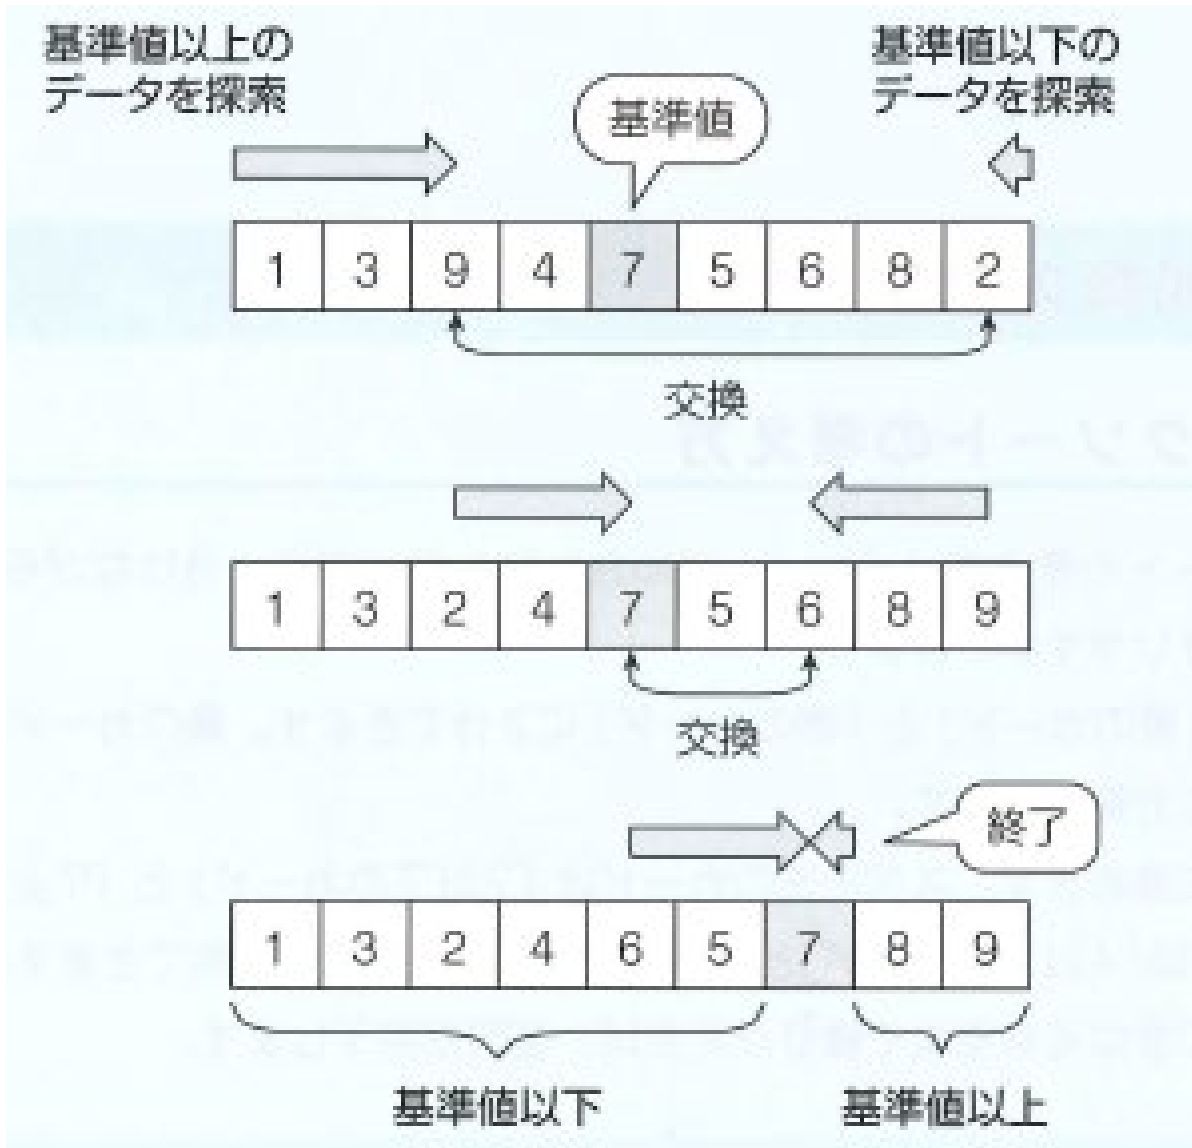 基準値以上の
データを探索
基準値以下の
データを探索
基準値
1 3 9 4 7 5 6 8 2
交換
1 3 2 4 7 5 6 8 9
交換
終了
1 3 2 4 6 5 7 8 9
基準値以下
基準値以上